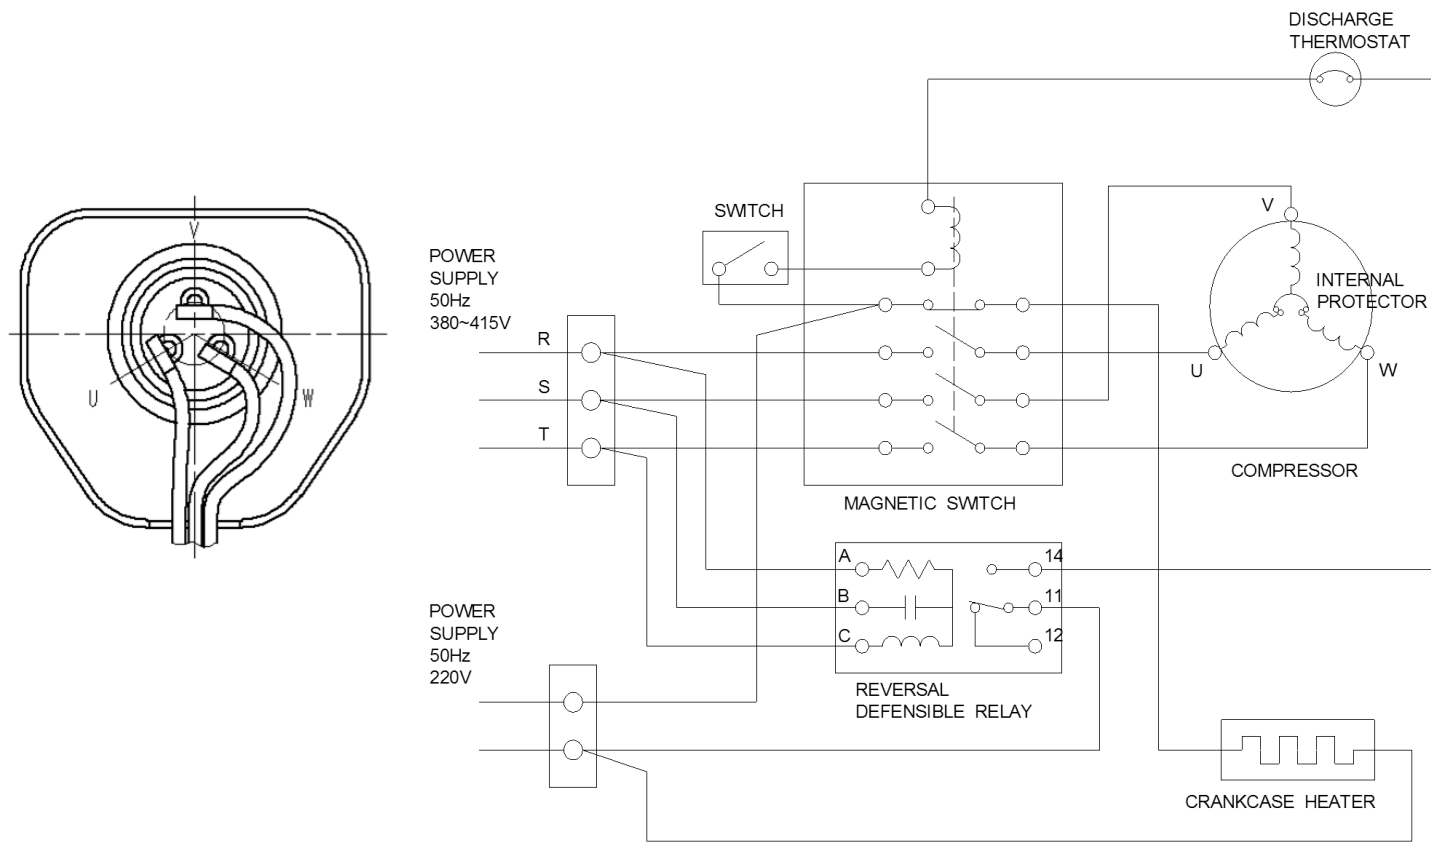 DISCHARGE
THERMOSTAT
SWITCH
V
POWER
SUPPLY
50Hz
380~415V
R
S
T
V
INTERNAL
PROTECTOR
U
W
COMPRESSOR
U
W
MAGNETIC SWITCH
A
B
C
14
11
12
POWER
SUPPLY
50Hz
220V
REVERSAL
DEFENSIBLE RELAY
CRANKCASE HEATER